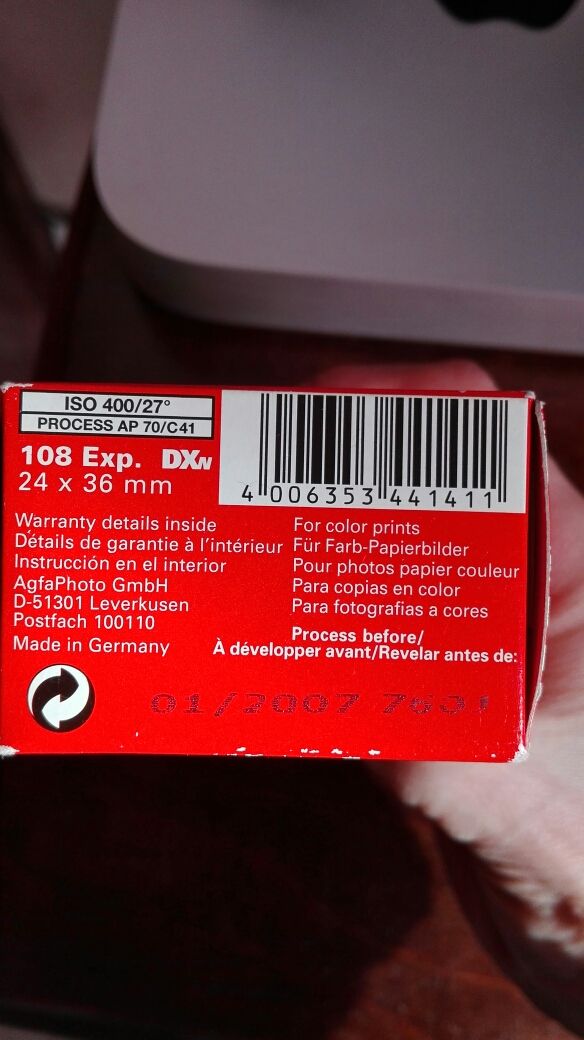 ISO 400/27°
PROCESS AP 70/C41
108 Exp. DXN
24 x 36 mm
4 006353 441411
Warranty details inside
Détails de garantie à l'intérieur
Instrucción en el interior
AgfaPhoto GmbH
D-51301 Leverkusen
Postfach 100110
Made in Germany
For color prints
Für Farb-Papierbilder
Pour photos papier couleur
Para copias en color
Para fotografias a cores
Process before/
À développer avant/Revelar antes de:
01/2007